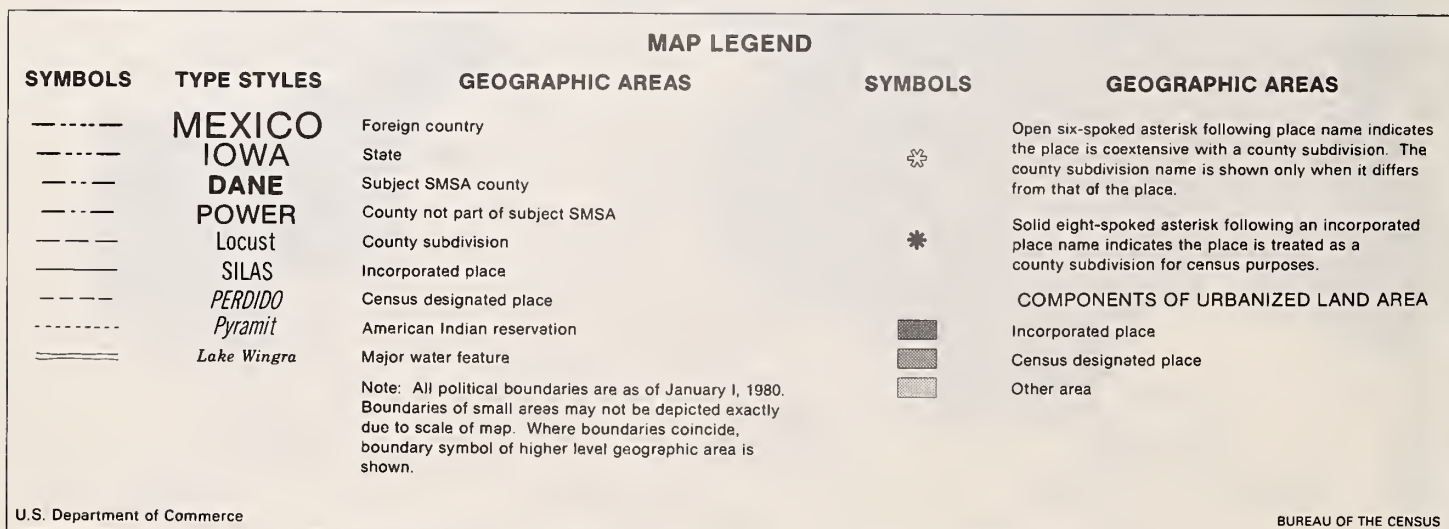 MAP LEGEND
SYMBOLS TYPE STYLES GEOGRAPHIC AREAS
MEXICO Foreign country
IOWA State
DANE Subject SMSA county
POWER County not part of subject SMSA
Locust County subdivision
SILAS Incorporated place
PERDIDO Census designated place
Pyramit American Indian reservation
Lake Wingra Major water feature
Note: All political boundaries are as of January I, 1980.
Boundaries of small areas may not be depicted exactly
due to scale of map. Where boundaries coincide,
boundary symbol of higher level geographic area is
shown.
SYMBOLS GEOGRAPHIC AREAS
Open six-spoked asterisk following place name indicates
the place is coextensive with a county subdivision. The
county subdivision name is shown only when it differs
from that of the place.
Solid eight-spoked asterisk following an incorporated
place name indicates the place is treated as a
county subdivision for census purposes.
COMPONENTS OF URBANIZED LAND AREA
Incorporated place
Census designated place
Other area
U.S. Department of Commerce
BUREAU OF THE CENSUS